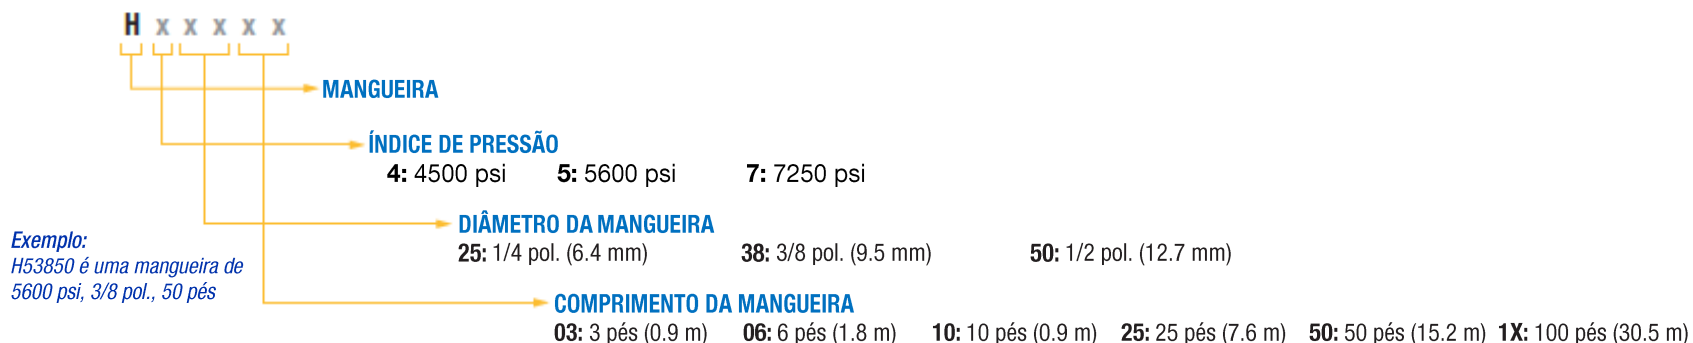 H x x x x x
MANGUEIRA
ÍNDICE DE PRESSÃO
4: 4500 psi 5: 5600 psi 7: 7250 psi
DIÂMETRO DA MANGUEIRA
25: 1/4 pol. (6.4 mm) 38: 3/8 pol. (9.5 mm) 50: 1/2 pol. (12.7 mm)
Exemplo:
H53850 é uma mangueira de
5600 psi, 3/8 pol., 50 pés
COMPRIMENTO DA MANGUEIRA
03: 3 pés (0.9 m) 06: 6 pés (1.8 m) 10: 10 pés (0.9 m) 25: 25 pés (7.6 m) 50: 50 pés (15.2 m) 1X: 100 pés (30.5 m)